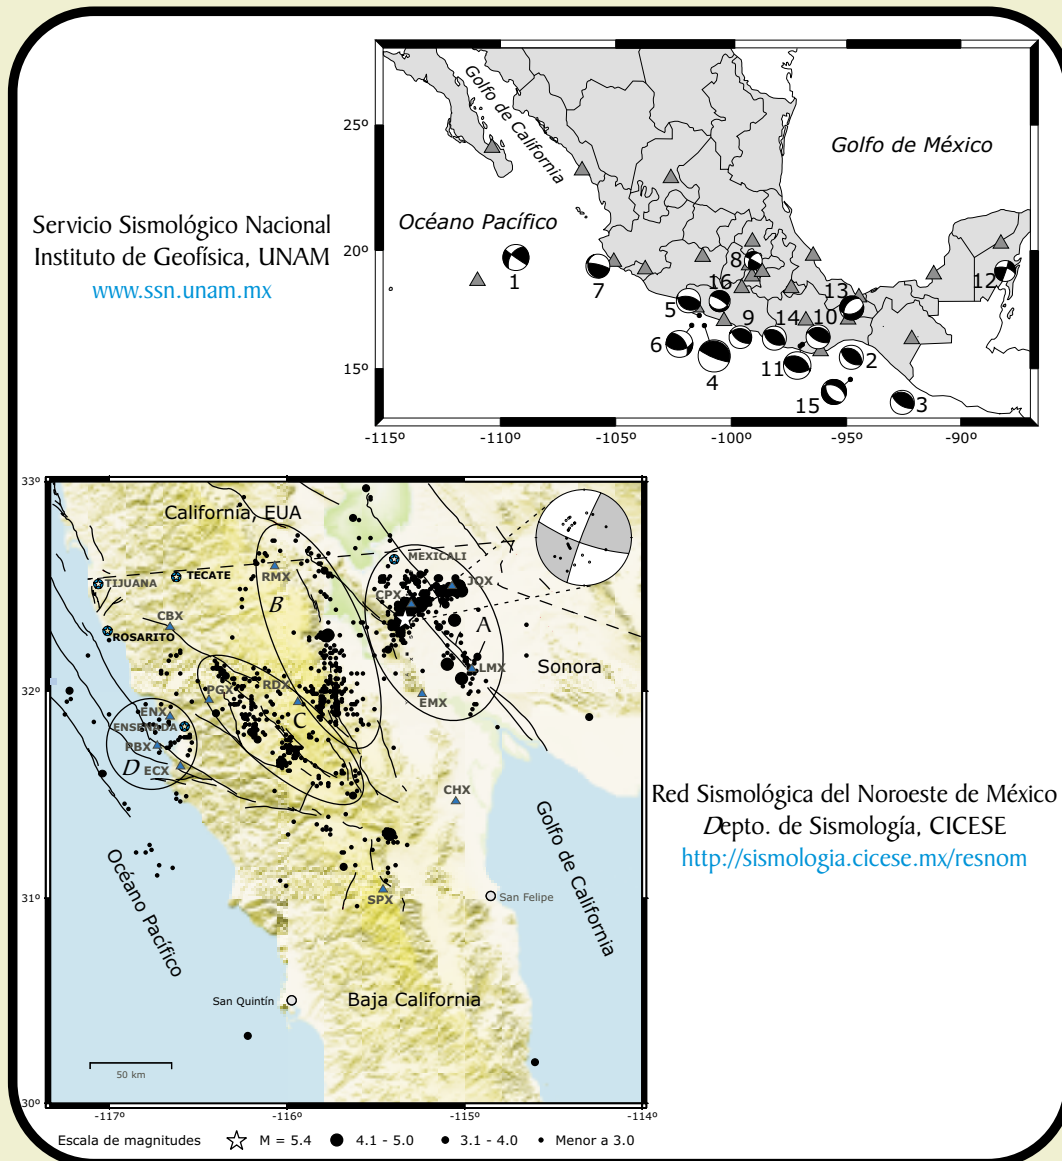 Servicio Sismológico Nacional
Instituto de Geofísica, UNAM
www.ssn.unam.mx
25º
20º
15º
-115º
-110º
-105º
-100º
-95º
-90º
Golfo de California
Golfo de México
Océano Pacífico
1
7
8
16
5
9
14
10
13
12
6
4
11
2
15
3
33º
32º
31º
30º
-117º
-116º
-115º
-114º
California, EUA
MEXICALI
TIJUANA
TECATE
RMX
B
CPX
JQX
CBX
ROSARITO
A
LMX
Sonora
PGX
RDX
EMX
ENX
C
ENSENADA
PBX
D
ECX
CHX
Océano Pacífico
Golfo de California
SPX
San Felipe
San Quintín
Baja California
50 km
Escala de magnitudes
M = 5.4
4.1 - 5.0
3.1 - 4.0
Menor a 3.0
Red Sismológica del Noroeste de México
Depto. de Sismología, CICESE
http://sismologia.cicese.mx/resnom